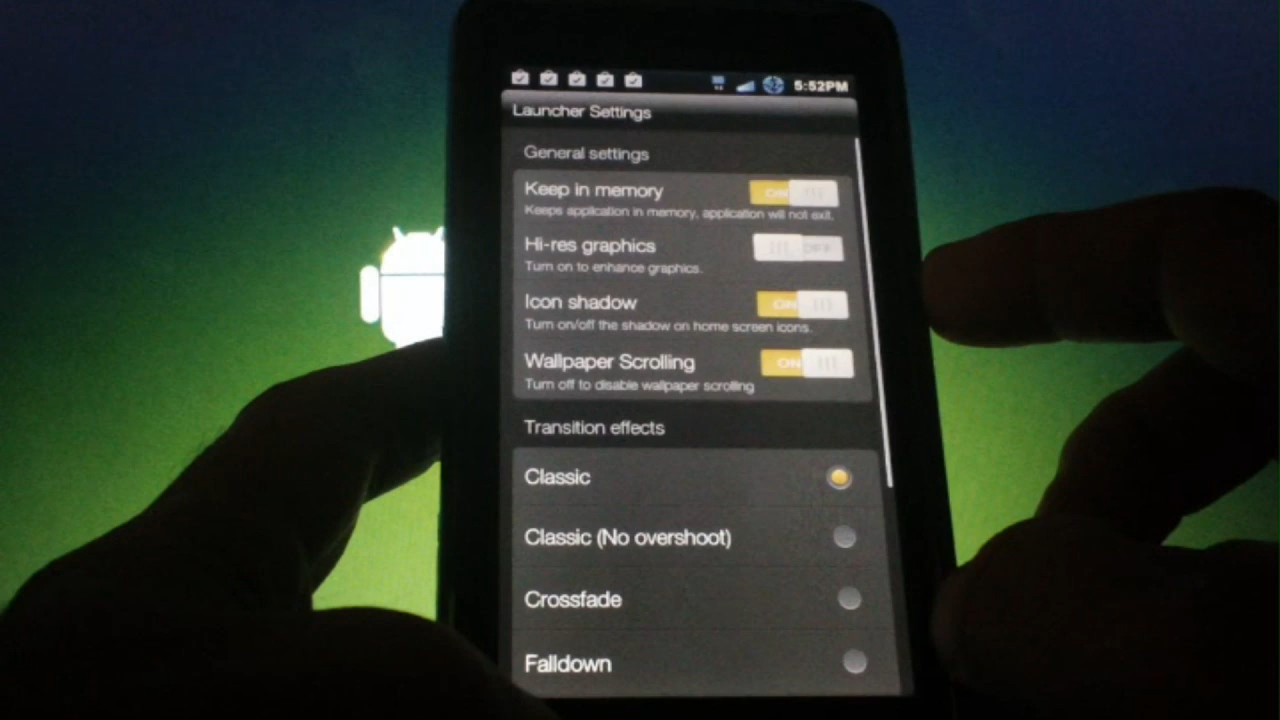 5:52PM
Launcher Settings
General settings
Keep in memory
ON
Keeps application in memory, application will not exit.
Hi-res graphics
OFF
Turn on to enhance graphics.
Icon shadow
ON
Turn on/off the shadow on home screen icons.
Wallpaper Scrolling
ON
Turn off to disable wallpaper scrolling
Transition effects
Classic
Classic (No overshoot)
Crossfade
Falldown